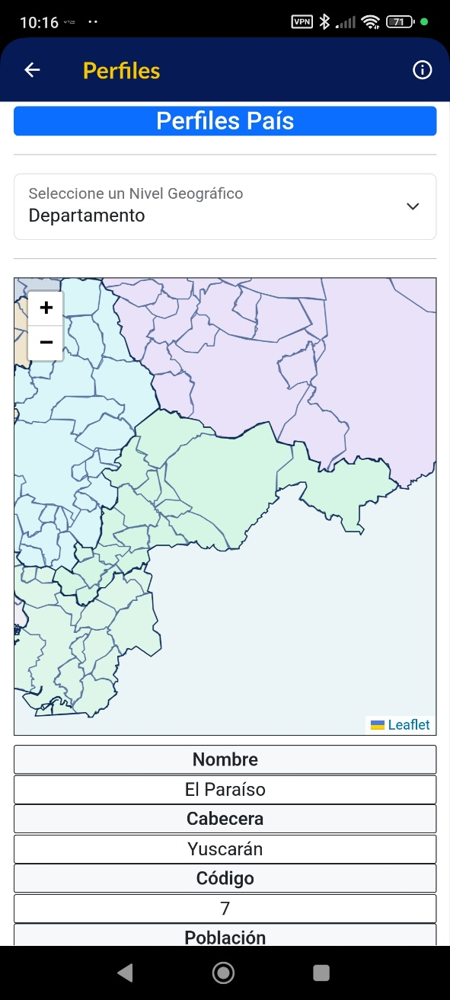 10:16
VPN
71
Perfiles
Perfiles País
Seleccione un Nivel Geográfico
Departamento
+
−
Leaflet
Nombre
El Paraíso
Cabecera
Yuscarán
Código
7
Población